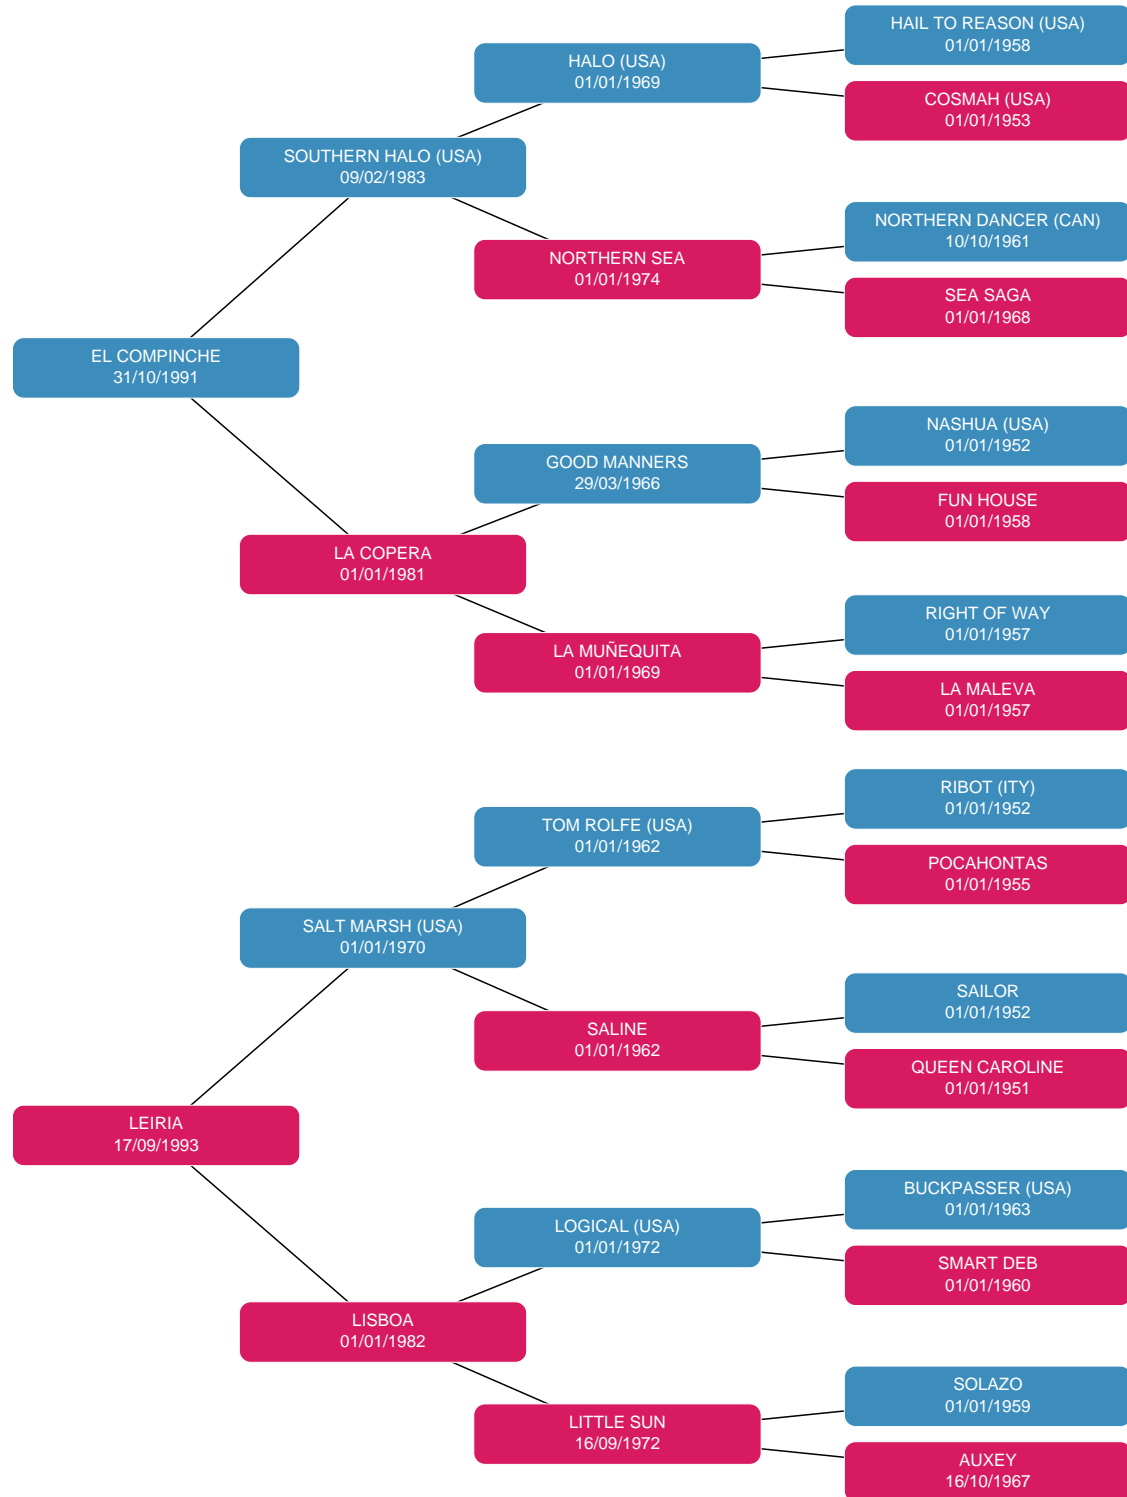 HAIL TO REASON (USA)
01/01/1958
HALO (USA)
01/01/1969
COSMAH (USA)
01/01/1953
SOUTHERN HALO (USA)
09/02/1983
NORTHERN DANCER (CAN)
10/10/1961
NORTHERN SEA
01/01/1974
SEA SAGA
01/01/1968
EL COMPINCHE
31/10/1991
NASHUA (USA)
01/01/1952
GOOD MANNERS
29/03/1966
FUN HOUSE
01/01/1958
LA COPERA
01/01/1981
RIGHT OF WAY
01/01/1957
LA MUÑEQUITA
01/01/1969
LA MALEVA
01/01/1957
RIBOT (ITY)
01/01/1952
TOM ROLFE (USA)
01/01/1962
POCAHONTAS
01/01/1955
SALT MARSH (USA)
01/01/1970
SAILOR
01/01/1952
SALINE
01/01/1962
QUEEN CAROLINE
01/01/1951
LEIRIA
17/09/1993
BUCKPASSER (USA)
01/01/1963
LOGICAL (USA)
01/01/1972
SMART DEB
01/01/1960
LISBOA
01/01/1982
SOLAZO
01/01/1959
LITTLE SUN
16/09/1972
AUXEY
16/10/1967